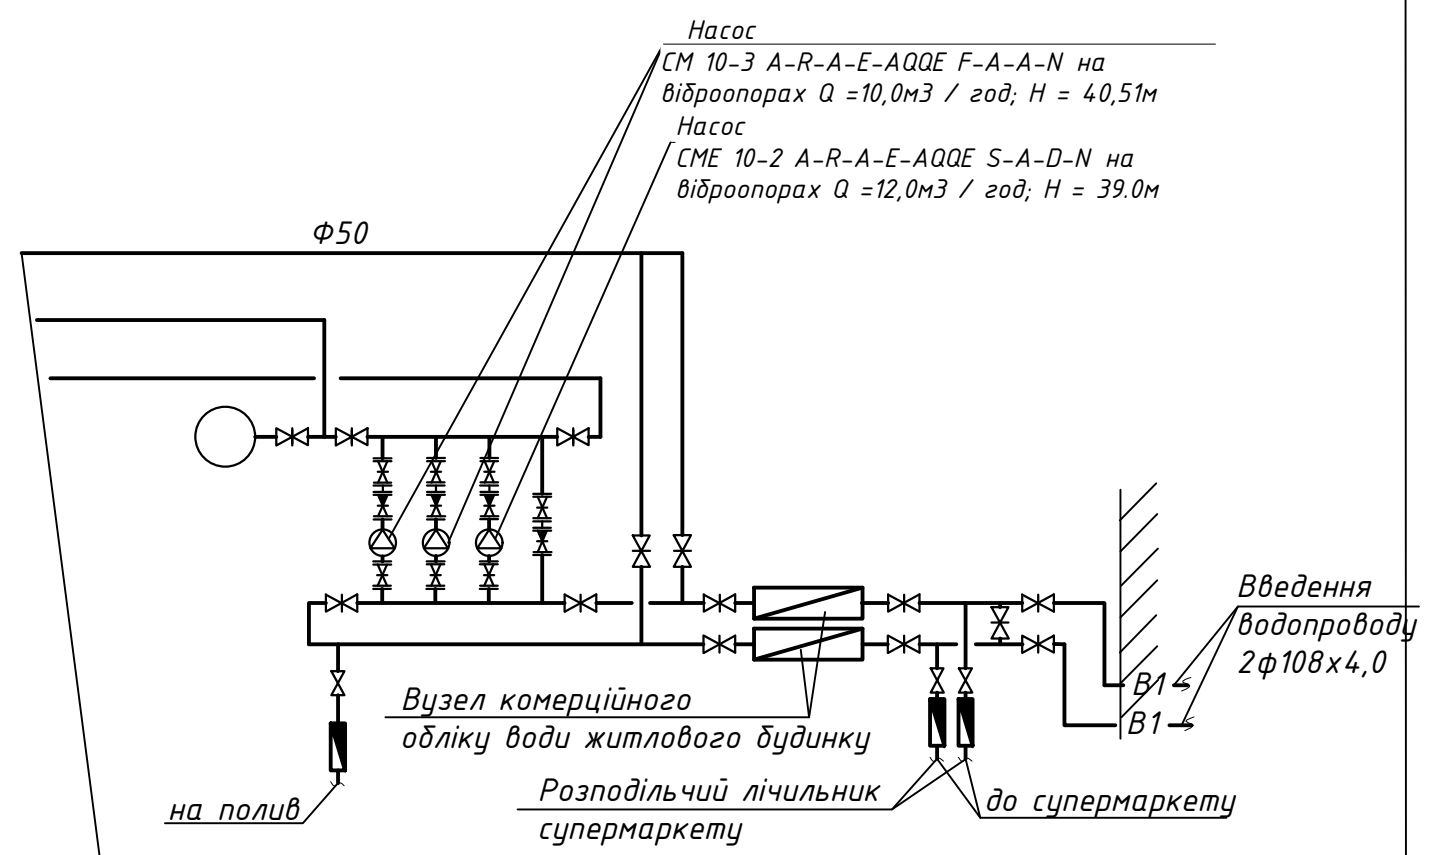 Насос
СМ 10-3 A-R-A-E-AQQE F-A-A-N на
віброопорах Q =10,0м3 / год; Н = 40,51м
Насос
СМЕ 10-2 A-R-A-E-AQQE S-A-D-N на
віброопорах Q =12,0м3 / год; Н = 39.0м
Ф50
Введення
водопроводу
2ф108х4,0
В1
В1
Вузел комерційного
обліку води житлового будинку
Розподільчий лічильник
супермаркету
до супермаркету
на полив